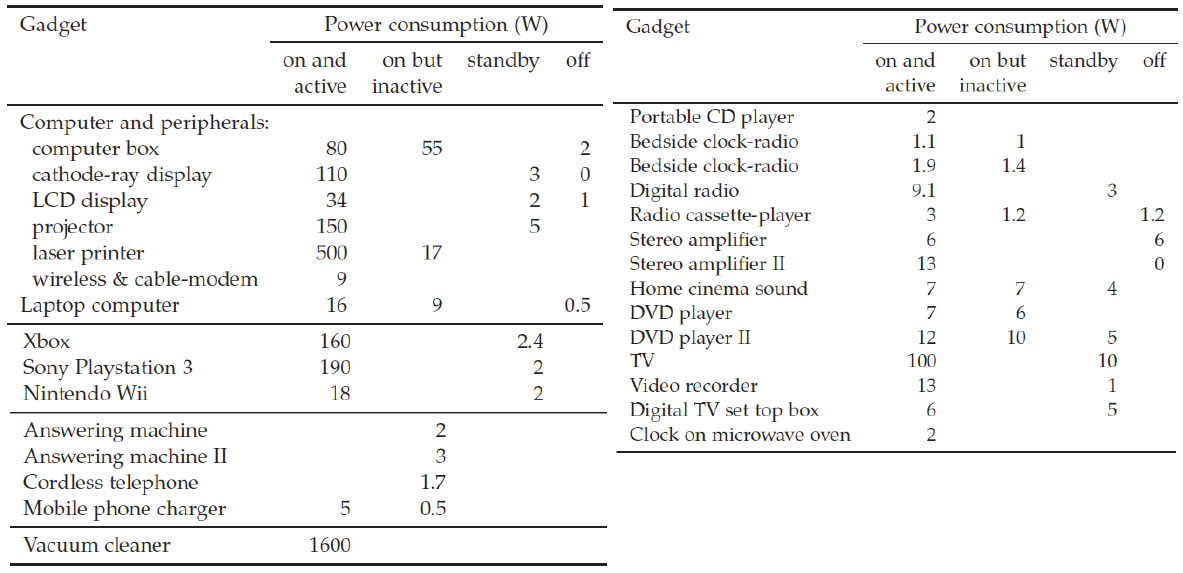 Gadget Power consumption (W)
on and on but standby off
active inactive
Computer and peripherals:
computer box 80 55 2
cathode-ray display 110 3 0
LCD display 34 2 1
projector 150 5
laser printer 500 17
wireless & cable-modem 9
Laptop computer 16 9 0.5
Xbox 160 2.4
Sony Playstation 3 190 2
Nintendo Wii 18 2
Answering machine 2
Answering machine II 3
Cordless telephone 1.7
Mobile phone charger 5 0.5
Vacuum cleaner 1600
Gadget Power consumption (W)
on and on but standby off
active inactive
Portable CD player 2
Bedside clock-radio 1.1 1
Bedside clock-radio 1.9 1.4
Digital radio 9.1 3
Radio cassette-player 3 1.2 1.2
Stereo amplifier 6 6
Stereo amplifier II 13 0
Home cinema sound 7 7 4
DVD player 7 6
DVD player II 12 10 5
TV 100 10
Video recorder 13 1
Digital TV set top box 6 5
Clock on microwave oven 2